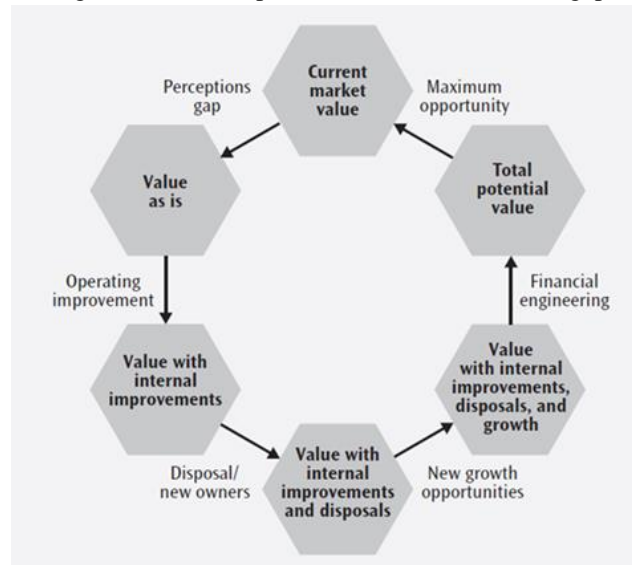 Current
market
value
Perceptions
gap
Maximum
opportunity
Value
as is
Total
potential
value
Operating
improvement
Financial
engineering
Value with
internal
improvements
Value
with internal
improvements,
disposals, and
growth
Disposal/
new owners
Value with
internal
improvements
and disposals
New growth
opportunities